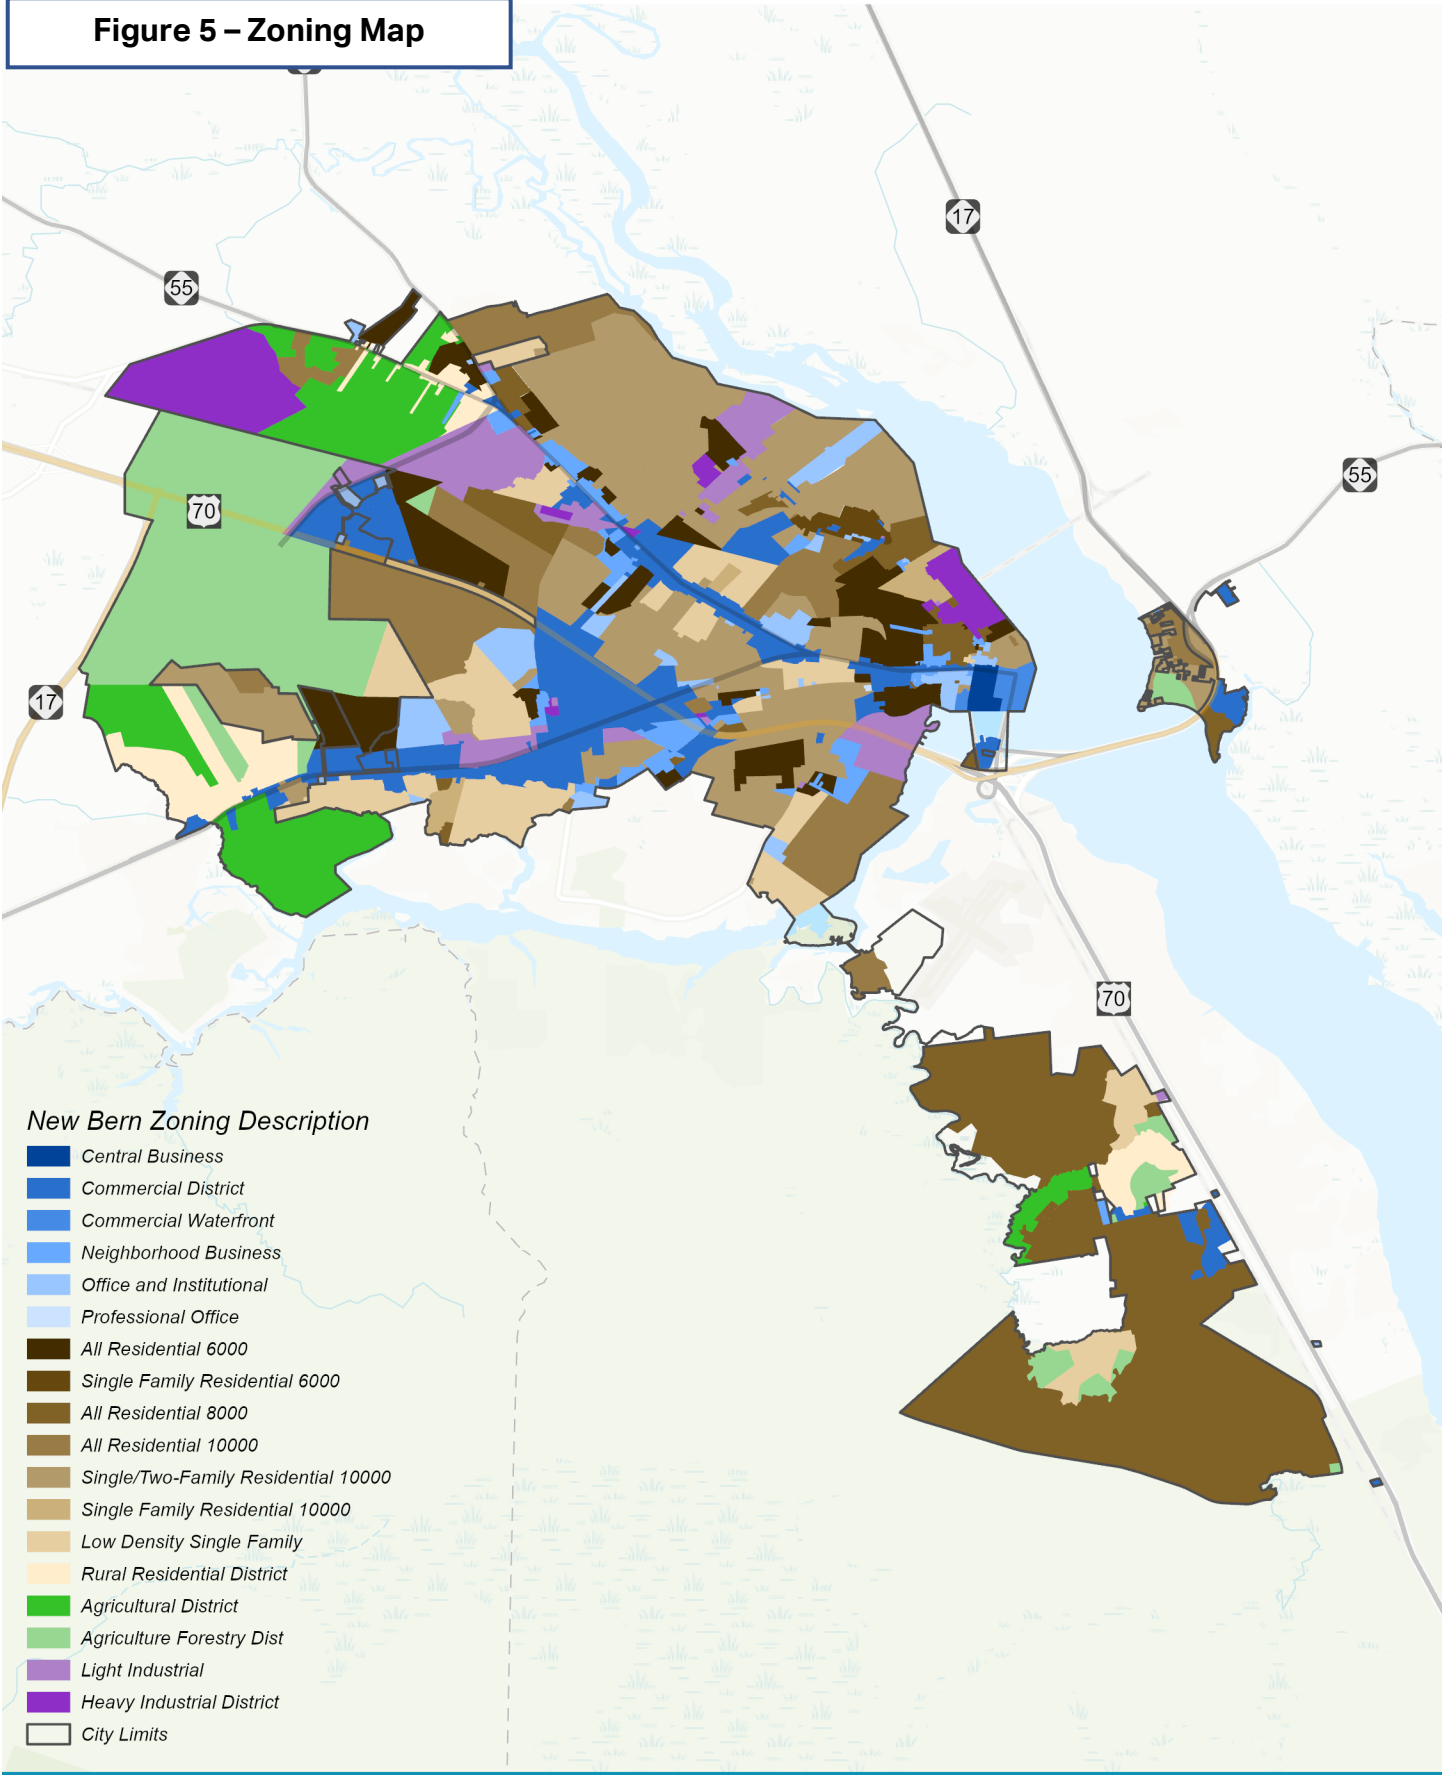 Figure 5 – Zoning Map
17
55
55
70
17
70
New Bern Zoning Description
Central Business
Commercial District
Commercial Waterfront
Neighborhood Business
Office and Institutional
Professional Office
All Residential 6000
Single Family Residential 6000
All Residential 8000
All Residential 10000
Single/Two-Family Residential 10000
Single Family Residential 10000
Low Density Single Family
Rural Residential District
Agricultural District
Agriculture Forestry Dist
Light Industrial
Heavy Industrial District
City Limits